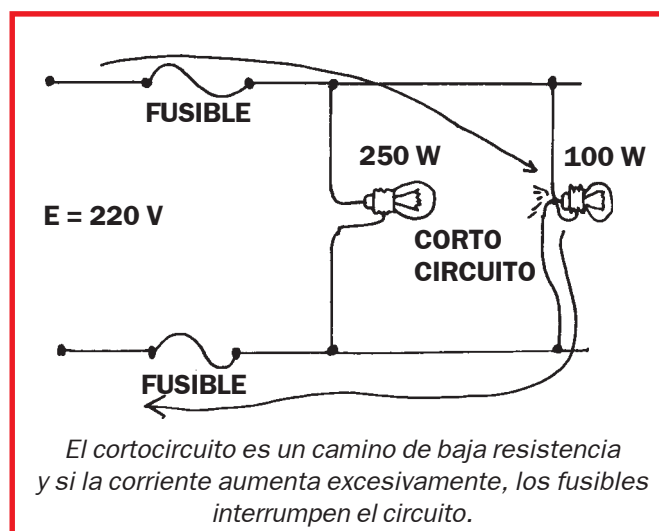 FUSIBLE
250 W
100 W
E = 220 V
CORTO
CIRCUITO
FUSIBLE
El cortocircuito es un camino de baja resistencia
y si la corriente aumenta excesivamente, los fusibles
interrumpen el circuito.